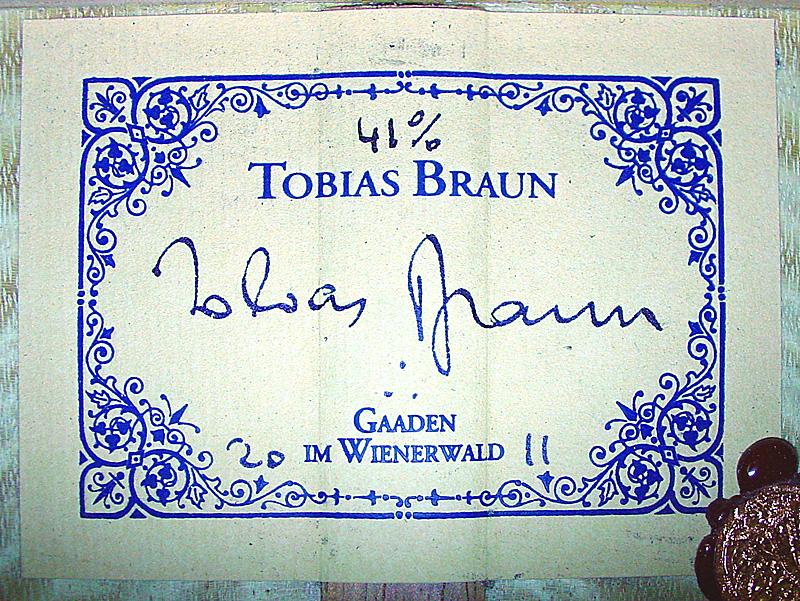 41%
TOBIAS BRAUN
Tobias Braun
GAADEN
20 IM WIENERWALD 11